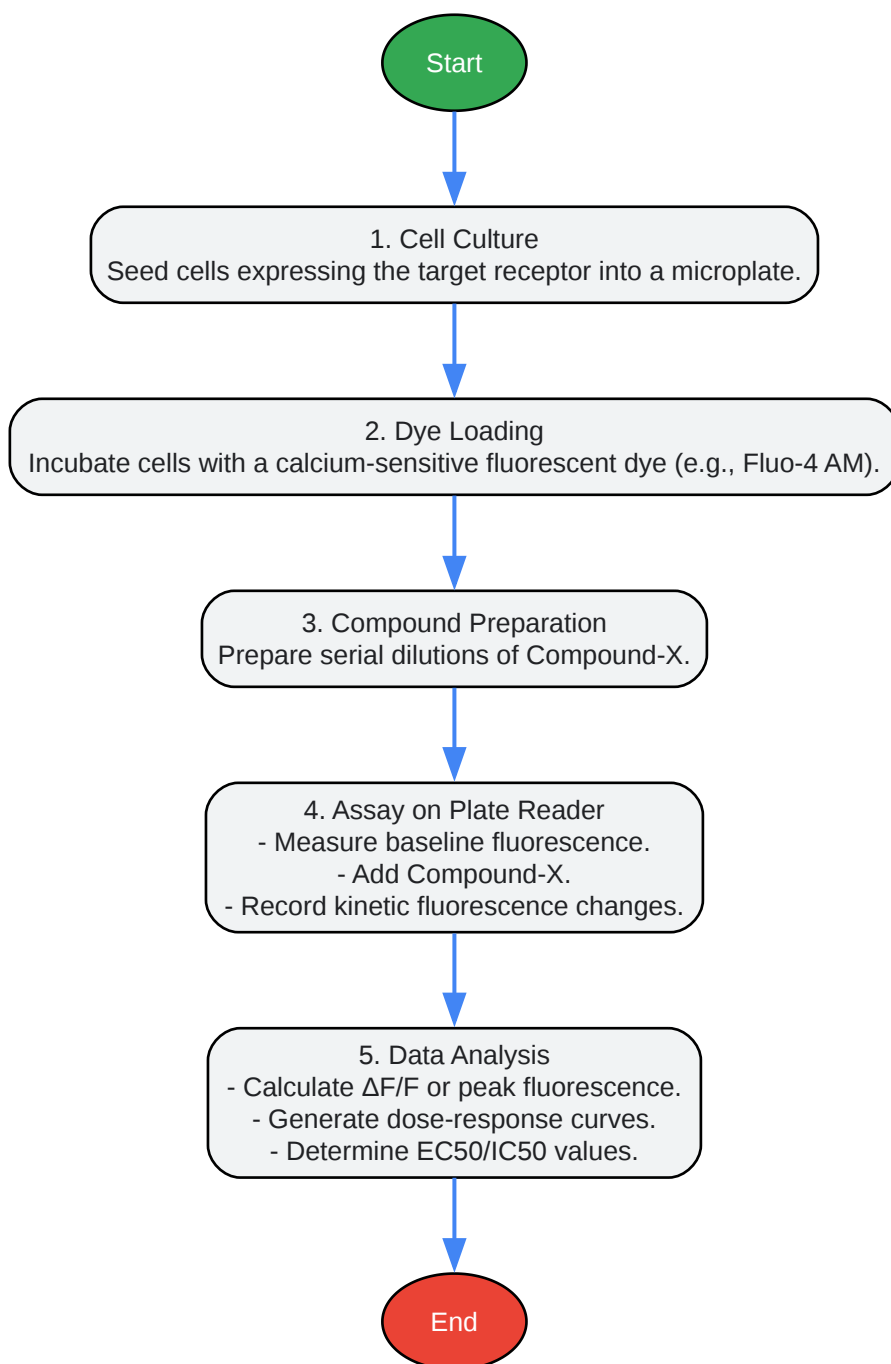 Start
1. Cell Culture
Seed cells expressing the target receptor into a microplate.
2. Dye Loading
Incubate cells with a calcium-sensitive fluorescent dye (e.g., Fluo-4 AM).
3. Compound Preparation
Prepare serial dilutions of Compound-X.
4. Assay on Plate Reader
- Measure baseline fluorescence.
- Add Compound-X.
- Record kinetic fluorescence changes.
5. Data Analysis
- Calculate ΔF/F or peak fluorescence.
- Generate dose-response curves.
- Determine EC50/IC50 values.
End